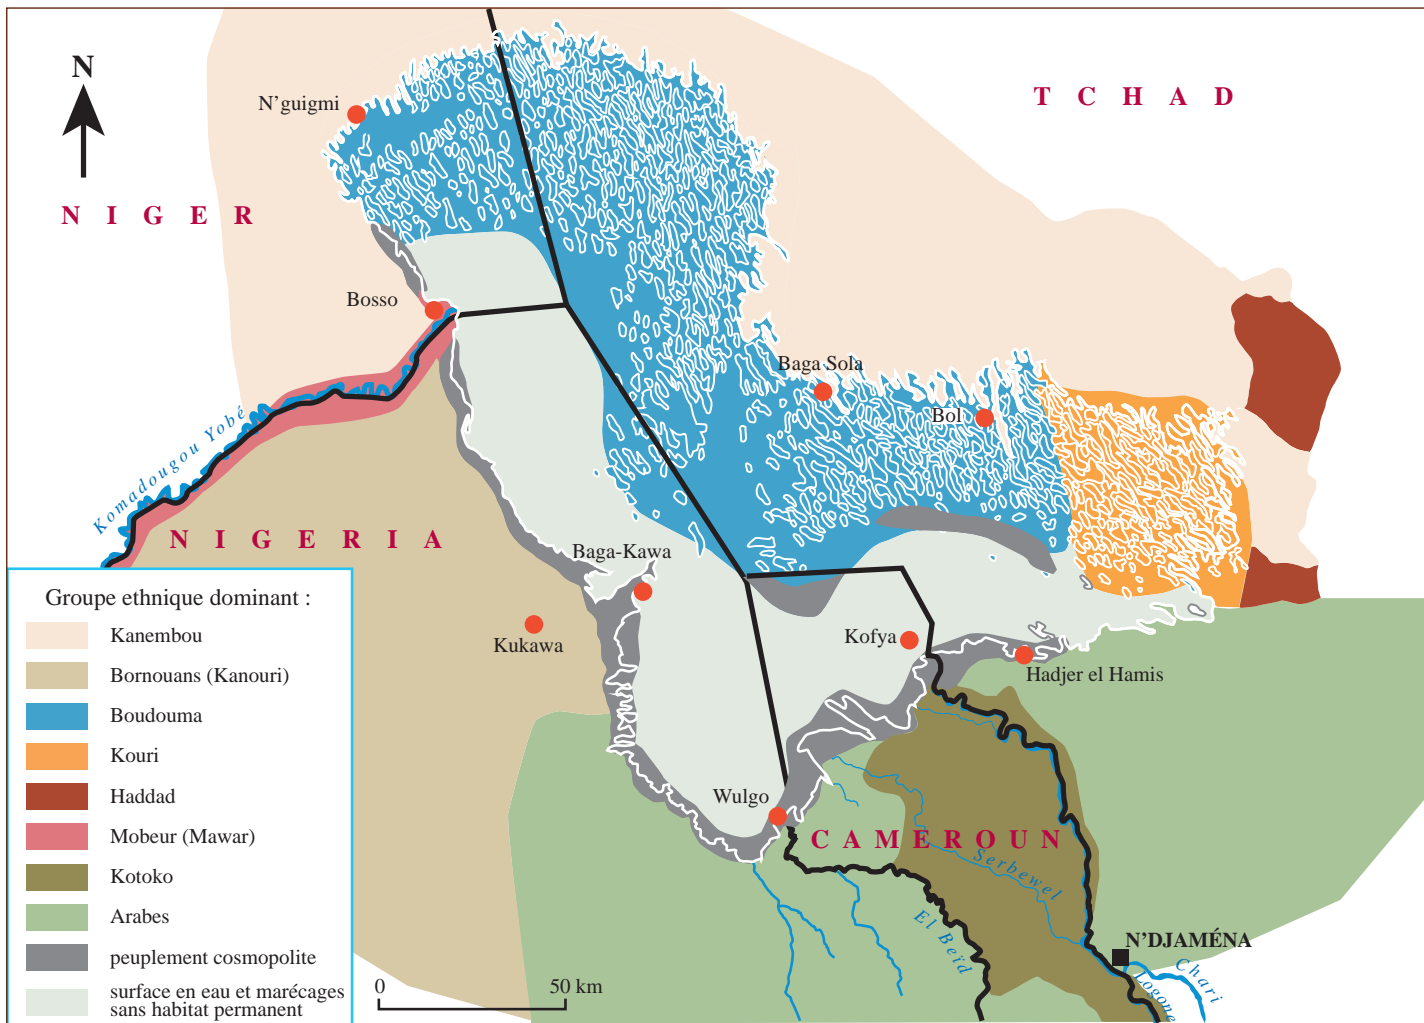 N
N'guigmi
TCHAD
NIGER
Bosso
Baga Sola
Bol
Komadougou Yobé
NIGERIA
Baga-Kawa
Kukawa
Kofya
Hadjer el Hamis
Wulgo
CAMEROUN
Serbewel
El Beïd
N'DJAMÉNA
Chari
Logone
0 50 km
Groupe ethnique dominant :
Kanembou
Bornouans (Kanouri)
Boudouma
Kouri
Haddad
Mobeur (Mawar)
Kotoko
Arabes
peuplement cosmopolite
surface en eau et marécages
sans habitat permanent